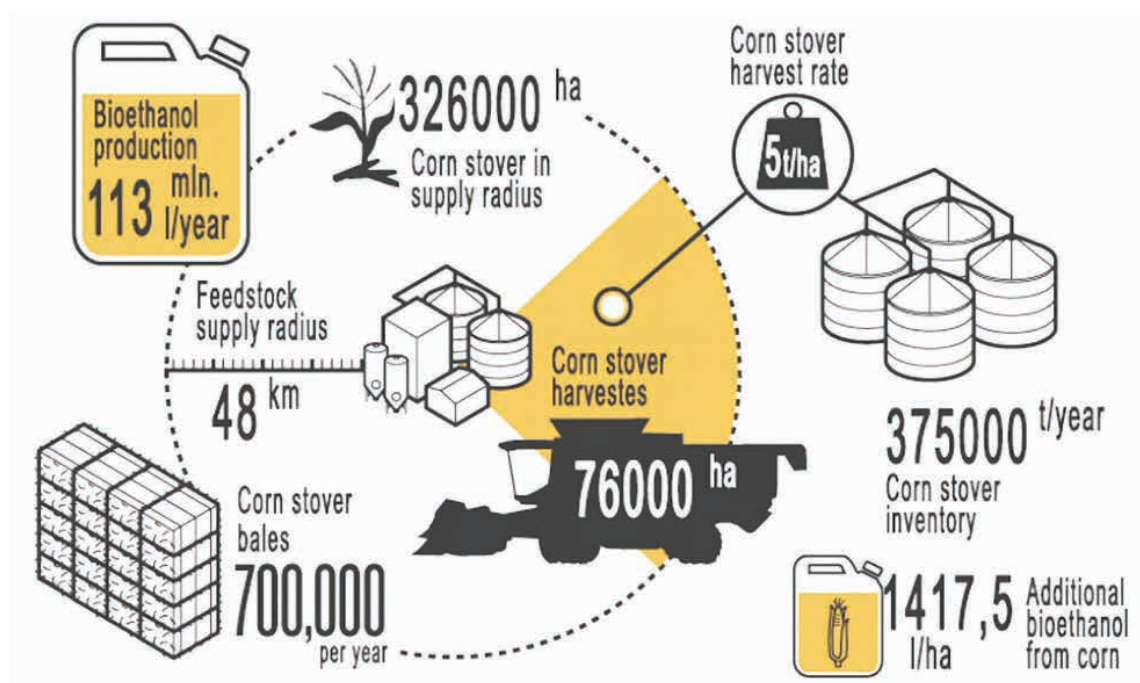 Bioethanol
production
113 mln.
l/year
326000 ha
Corn stover in
supply radius
Corn stover
harvest rate
5t/ha
Feedstock
supply radius
48 km
Corn stover
harvestes
76000 ha
375000 t/year
Corn stover
inventory
Corn stover
bales
700,000
per year
1417,5
l/ha
Additional
bioethanol
from corn